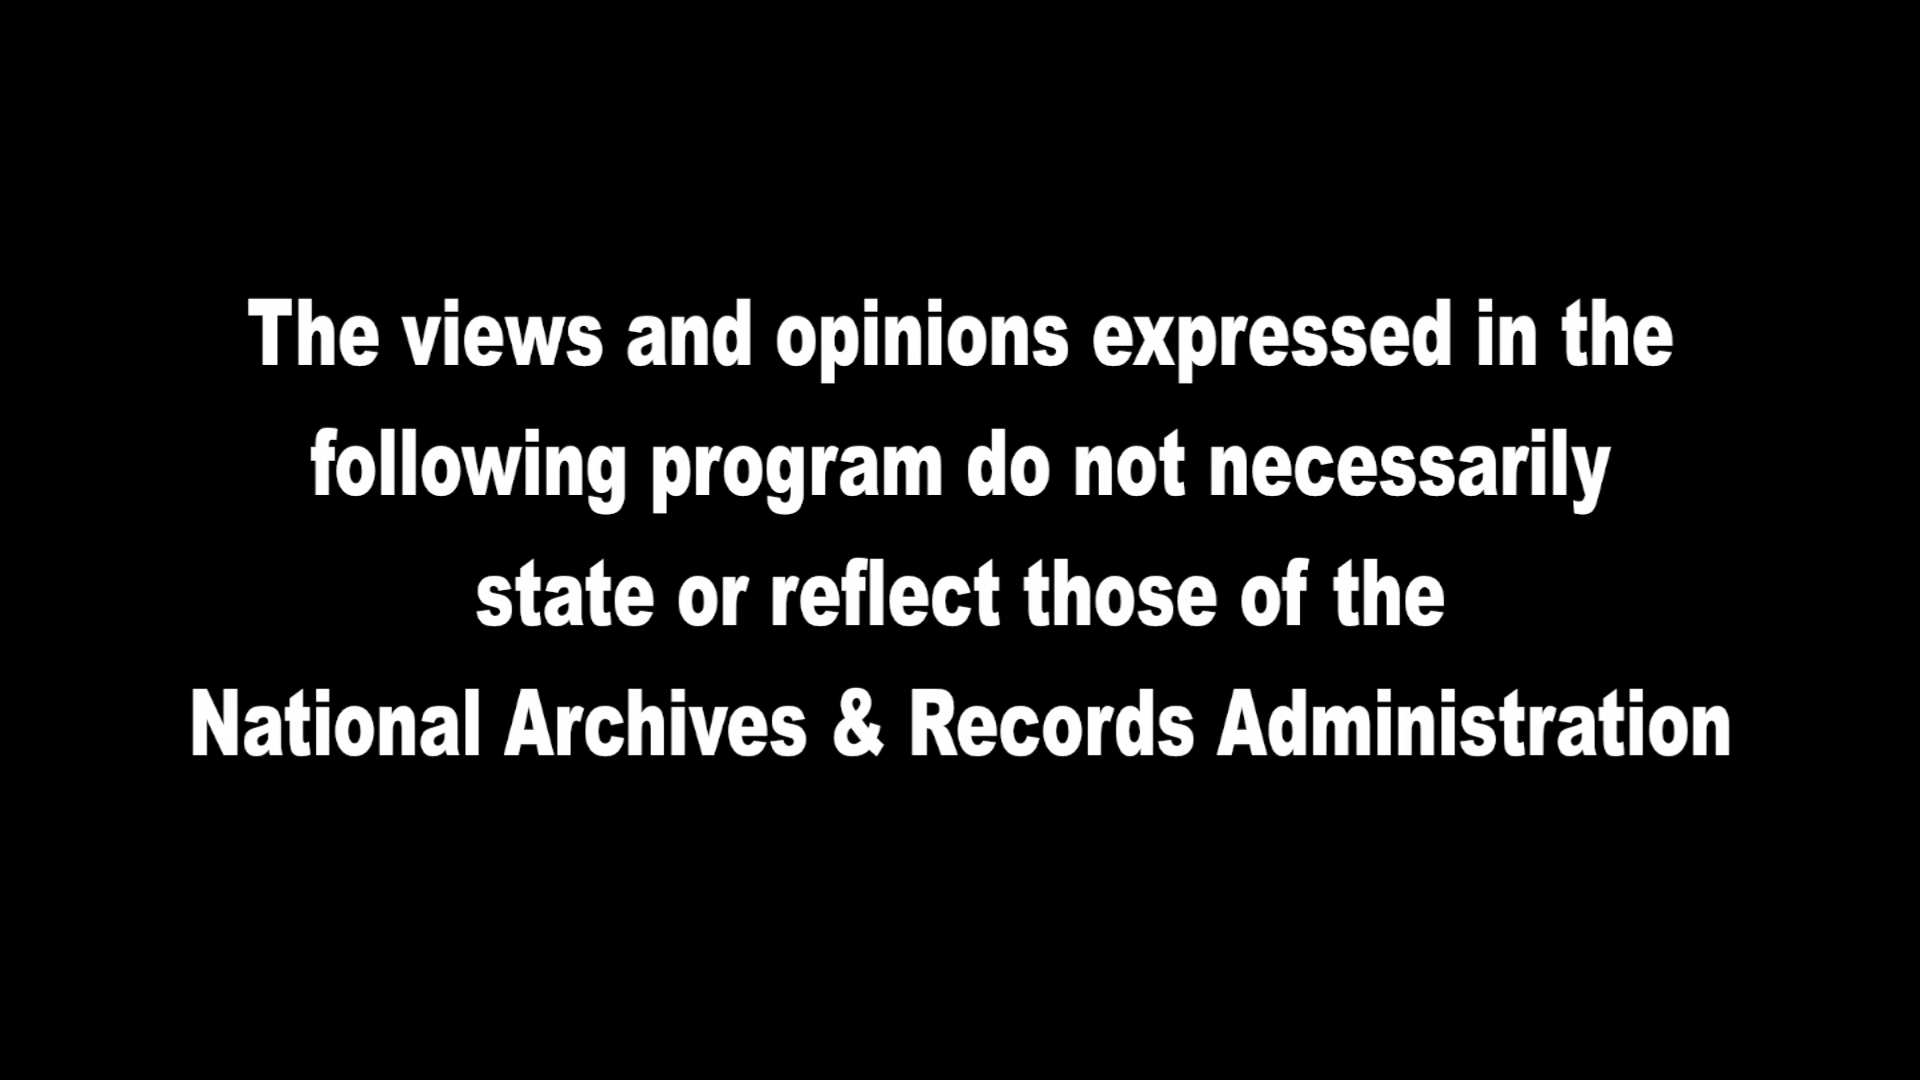 The views and opinions expressed in the
following program do not necessarily
state or reflect those of the
National Archives & Records Administration